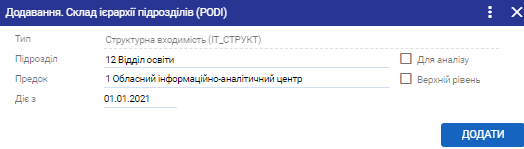 Додавання. Склад ієрархії підрозділів (PODI)
Тип Структурна входимість (ІТ_СТРУКТ)
Підрозділ 12 Відділ освіти Для аналізу
Предок 1 Обласний інформаційно-аналітичний центр Верхній рівень
Діє з 01.01.2021
ДОДАТИ